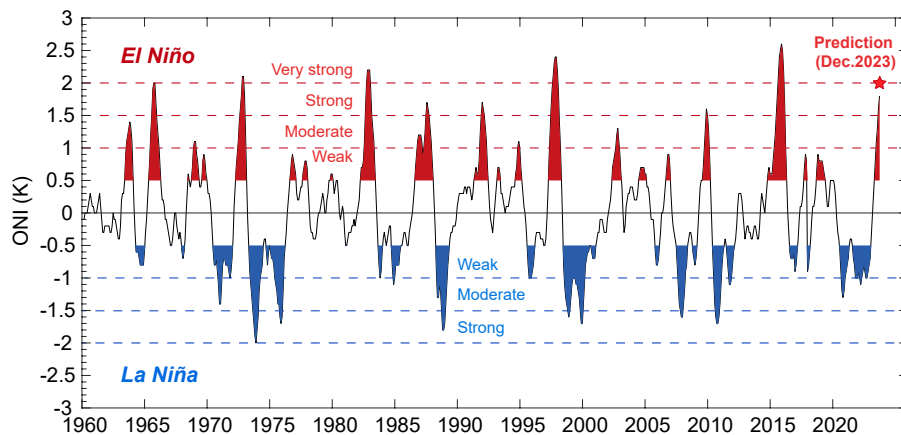 3
2.5
2
1.5
1
0.5
0
-0.5
-1
-1.5
-2
-2.5
-3
ONI (K)
El Niño
Very strong
Strong
Moderate
Weak
Prediction
(Dec.2023)
Weak
Moderate
Strong
La Niña
1960 1965 1970 1975 1980 1985 1990 1995 2000 2005 2010 2015 2020